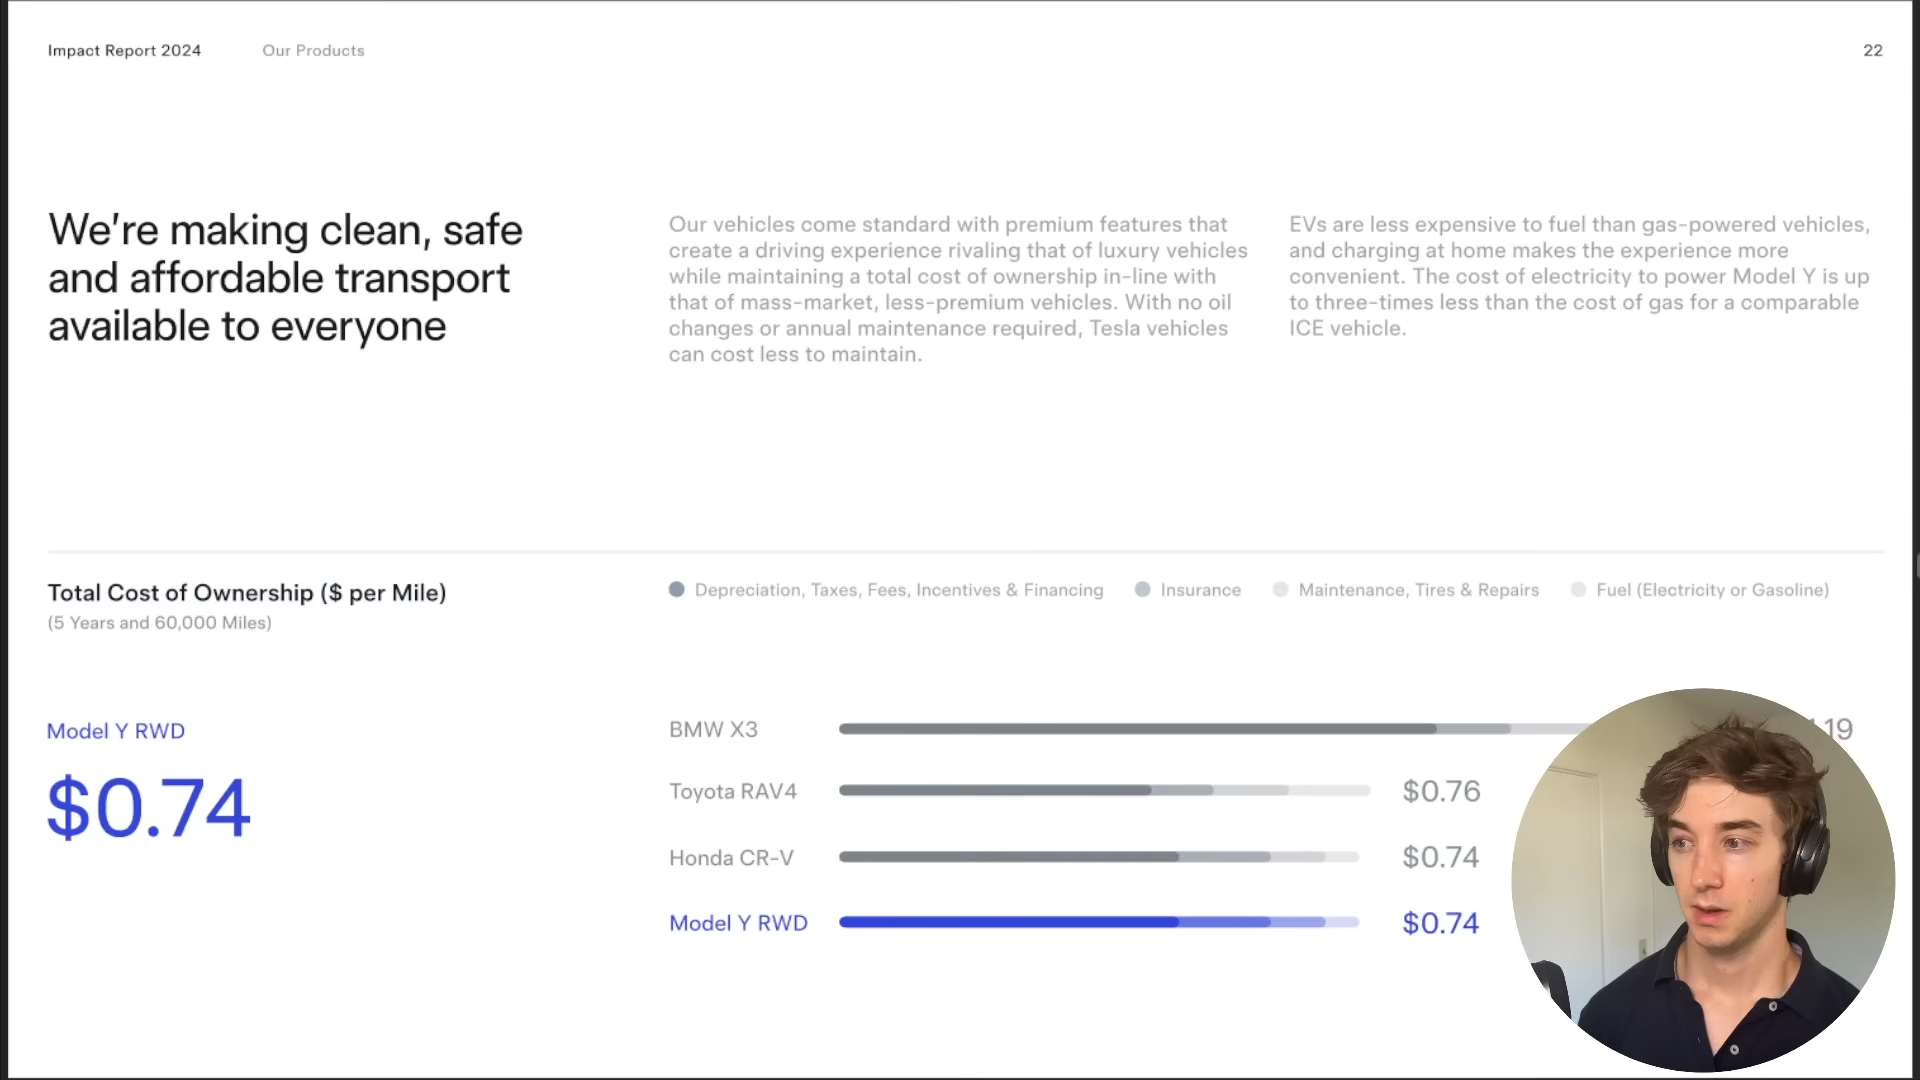 Impact Report 2024
Our Products
22
We're making clean, safe
and affordable transport
available to everyone
Our vehicles come standard with premium features that
create a driving experience rivaling that of luxury vehicles
while maintaining a total cost of ownership in-line with
that of mass-market, less-premium vehicles. With no oil
changes or annual maintenance required, Tesla vehicles
can cost less to maintain.
EVs are less expensive to fuel than gas-powered vehicles,
and charging at home makes the experience more
convenient. The cost of electricity to power Model Y is up
to three-times less than the cost of gas for a comparable
ICE vehicle.
Total Cost of Ownership ($ per Mile)
(5 Years and 60,000 Miles)
Depreciation, Taxes, Fees, Incentives & Financing
Insurance
Maintenance, Tires & Repairs
Fuel (Electricity or Gasoline)
Model Y RWD
$0.74
BMW X3
Toyota RAV4
$0.76
Honda CR-V
$0.74
Model Y RWD
$0.74